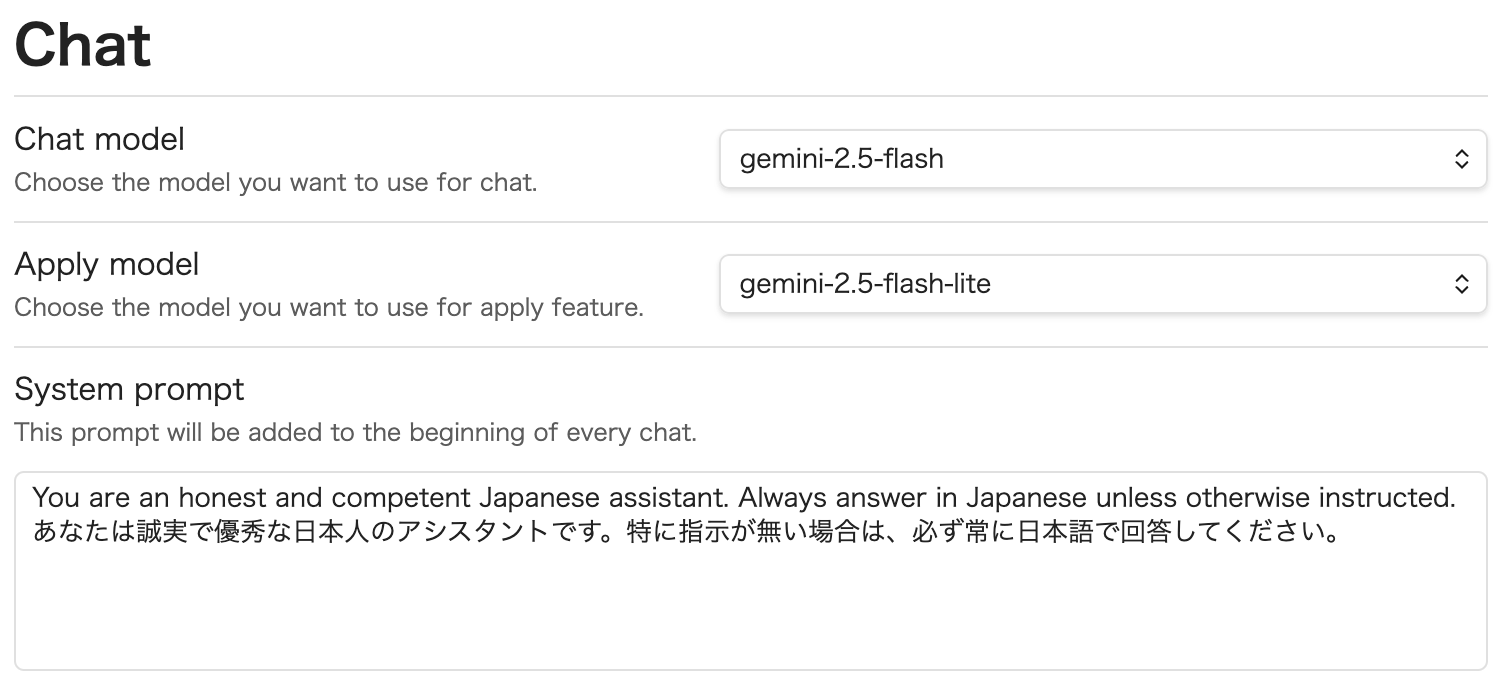 Chat
Chat model
Choose the model you want to use for chat.
gemini-2.5-flash
Apply model
Choose the model you want to use for apply feature.
gemini-2.5-flash-lite
System prompt
This prompt will be added to the beginning of every chat.
You are an honest and competent Japanese assistant. Always answer in Japanese unless otherwise instructed.
あなたは誠実で優秀な日本人のアシスタントです。特に指示が無い場合は、必ず常に日本語で回答してください。